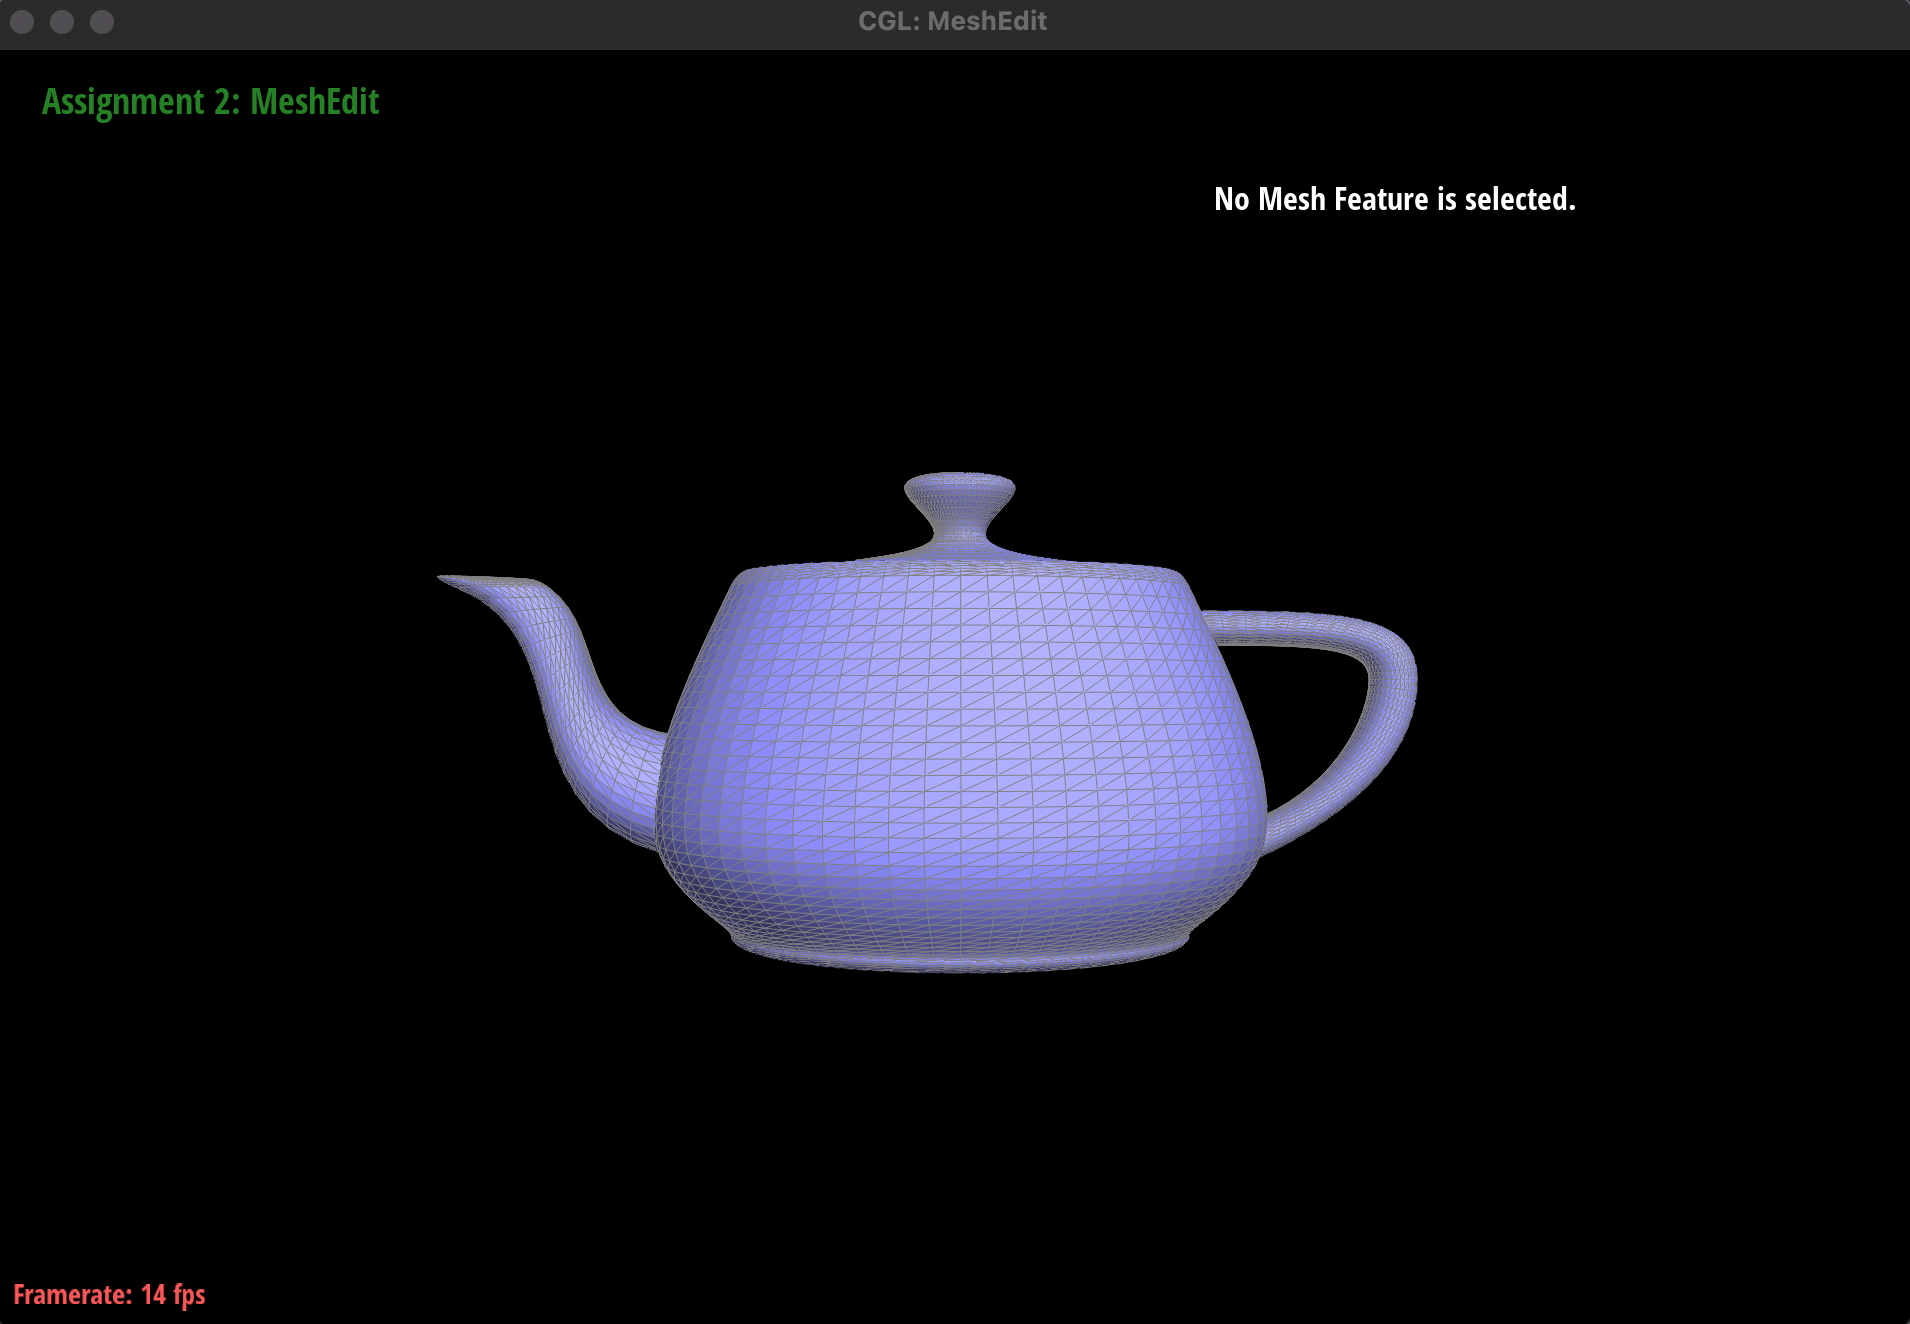 CGL: MeshEdit
Assignment 2: MeshEdit
No Mesh Feature is selected.
Framerate: 14 fps